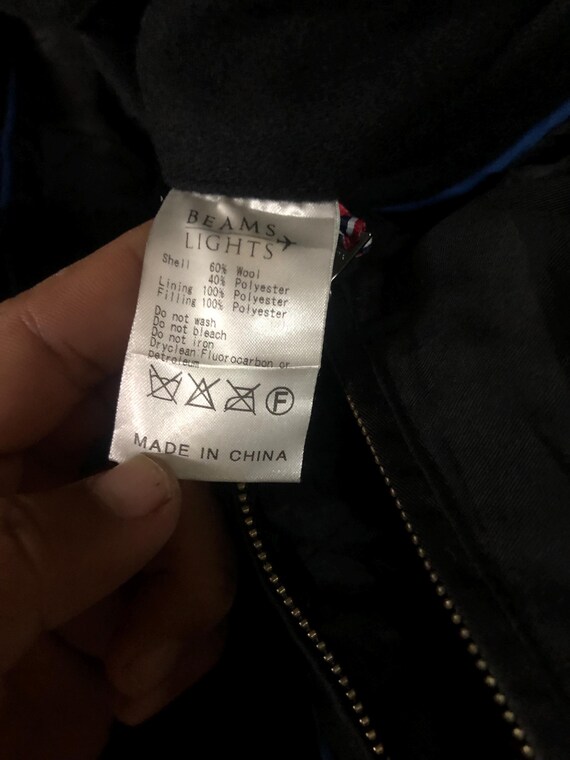 BEAMS
LIGHTS
Shell 60% Wool
40% Polyester
Lining 100% Polyester
Filling 100% Polyester
Do not wash
Do not bleach
Do not iron
Dryclean Fluorocarbon or
petroleum
F
MADE IN CHINA